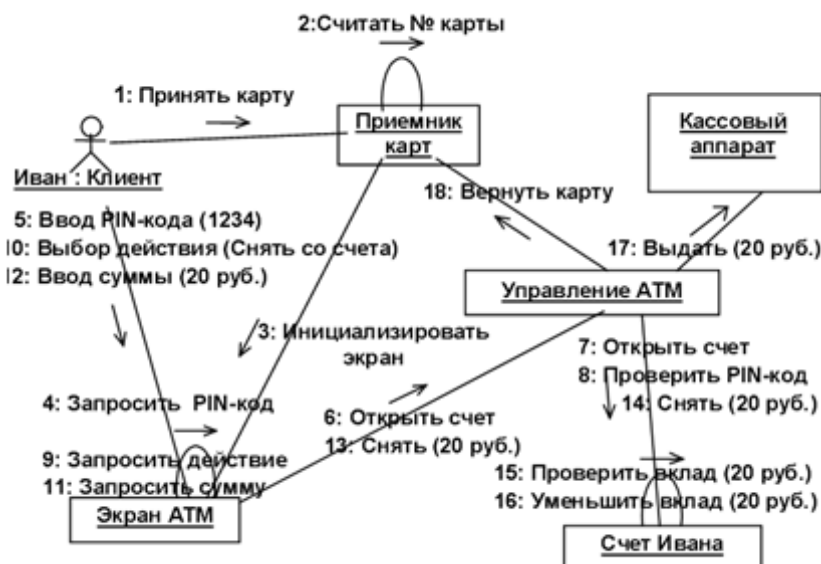 2:Считать № карты
1: Принять карту
Приемник
карт
Кассовый
аппарат
Иван : Клиент
18: Вернуть карту
5: Ввод PIN-кода (1234)
10: Выбор действия (Снять со счета)
12: Ввод суммы (20 руб.)
17: Выдать (20 руб.)
Управление АТМ
3: Инициализировать
экран
7: Открыть счет
8: Проверить PIN-код
14: Снять (20 руб.)
4: Запросить PIN-код
6: Открыть счет
13: Снять (20 руб.)
9: Запросить действие
11: Запросить сумму
15: Проверить вклад (20 руб.)
16: Уменьшить вклад (20 руб.)
Экран АТМ
Счет Ивана